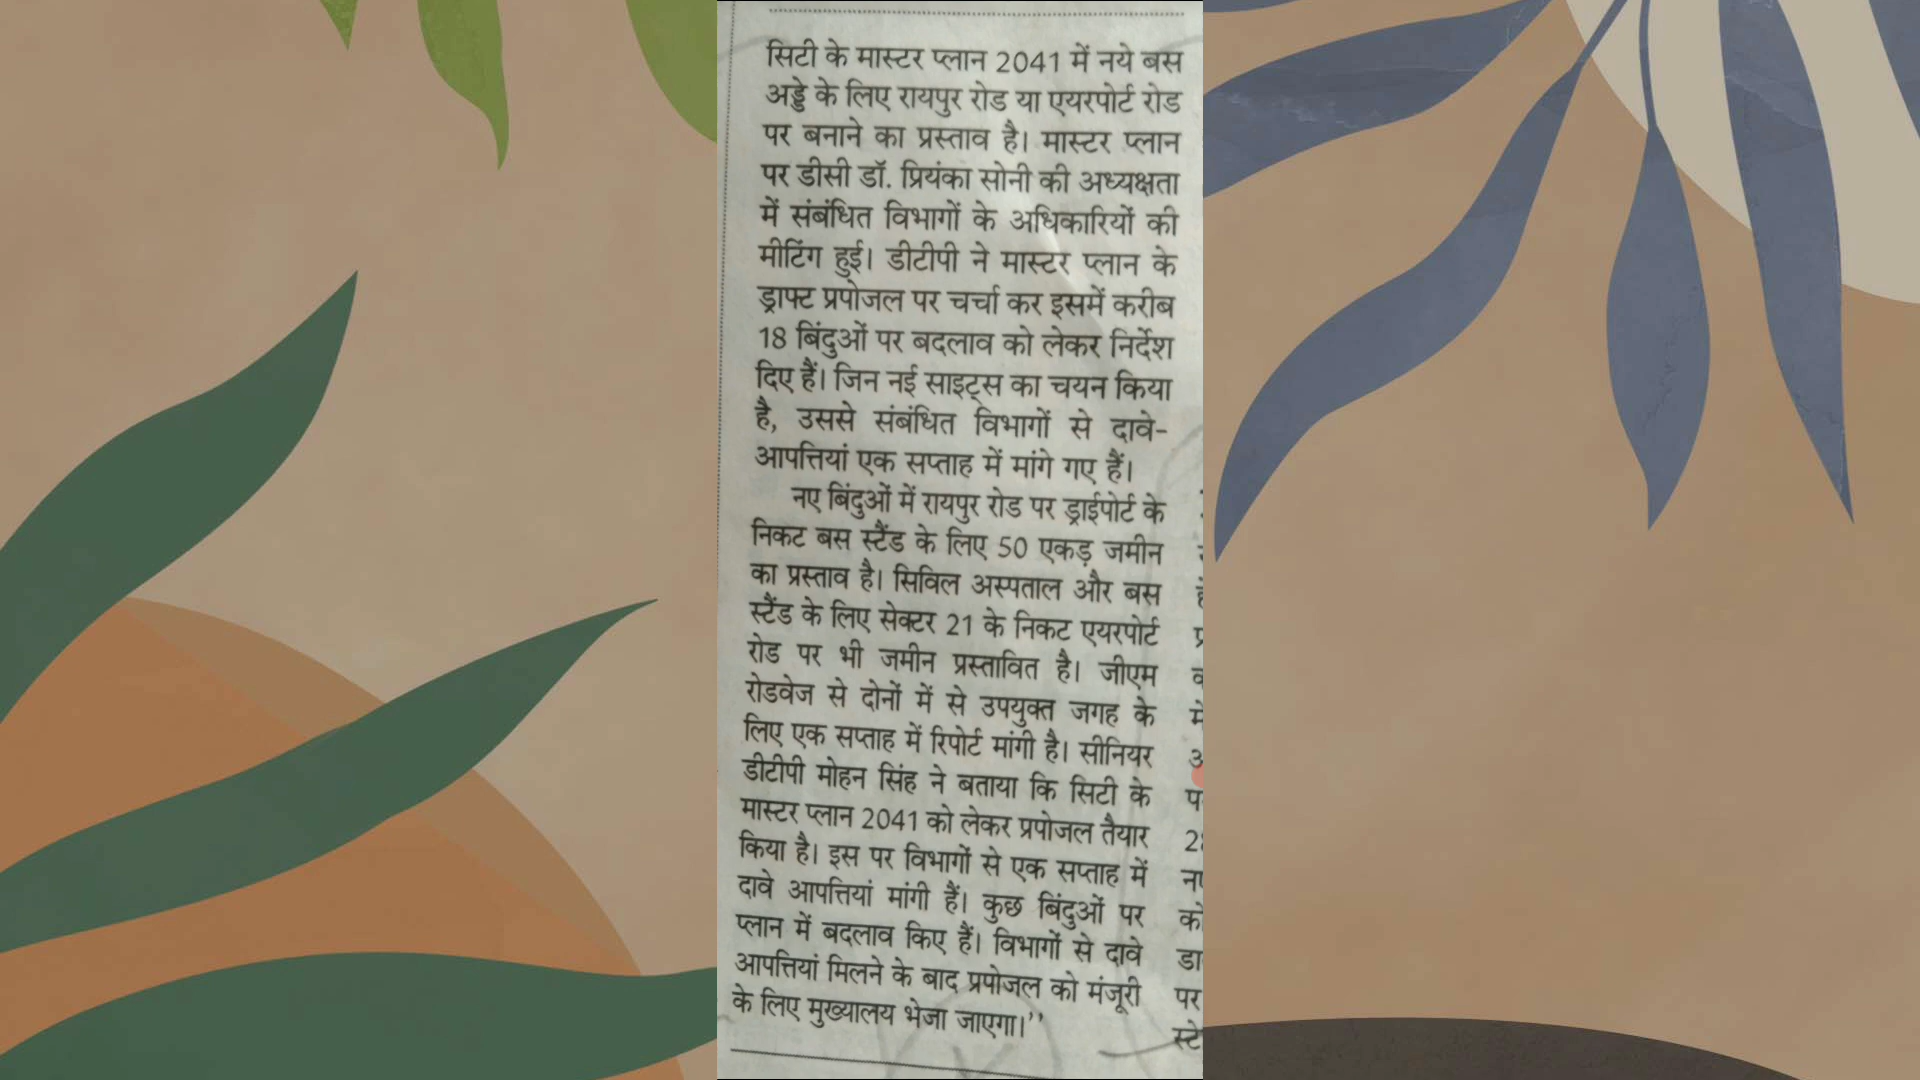 सिटी के मास्टर प्लान 2041 में नये बस
अड्डे के लिए रायपुर रोड या एयरपोर्ट रोड
पर बनाने का प्रस्ताव है। मास्टर प्लान
पर डीसी डॉ. प्रियंका सोनी की अध्यक्षता
में संबंधित विभागों के अधिकारियों की
मीटिंग हुई। डीटीपी ने मास्टर प्लान के
ड्राफ्ट प्रपोजल पर चर्चा कर इसमें करीब
18 बिंदुओं पर बदलाव को लेकर निर्देश
दिए हैं। जिन नई साइट्स का चयन किया
है, उससे संबंधित विभागों से दावे-
आपत्तियां एक सप्ताह में मांगे गए हैं।
नए बिंदुओं में रायपुर रोड पर ड्राईपोर्ट के
निकट बस स्टैंड के लिए 50 एकड़ जमीन
का प्रस्ताव है। सिविल अस्पताल और बस
स्टैंड के लिए सेक्टर 21 के निकट एयरपोर्ट
रोड पर भी जमीन प्रस्तावित है। जीएम
रोडवेज से दोनों में से उपयुक्त जगह के
लिए एक सप्ताह में रिपोर्ट मांगी है। सीनियर
डीटीपी मोहन सिंह ने बताया कि सिटी के
मास्टर प्लान 2041 को लेकर प्रपोजल तैयार
किया है। इस पर विभागों से एक सप्ताह में
दावे आपत्तियां मांगी हैं। कुछ बिंदुओं पर
प्लान में बदलाव किए हैं। विभागों से दावे
आपत्तियां मिलने के बाद प्रपोजल को मंजूरी
के लिए मुख्यालय भेजा जाएगा।’’